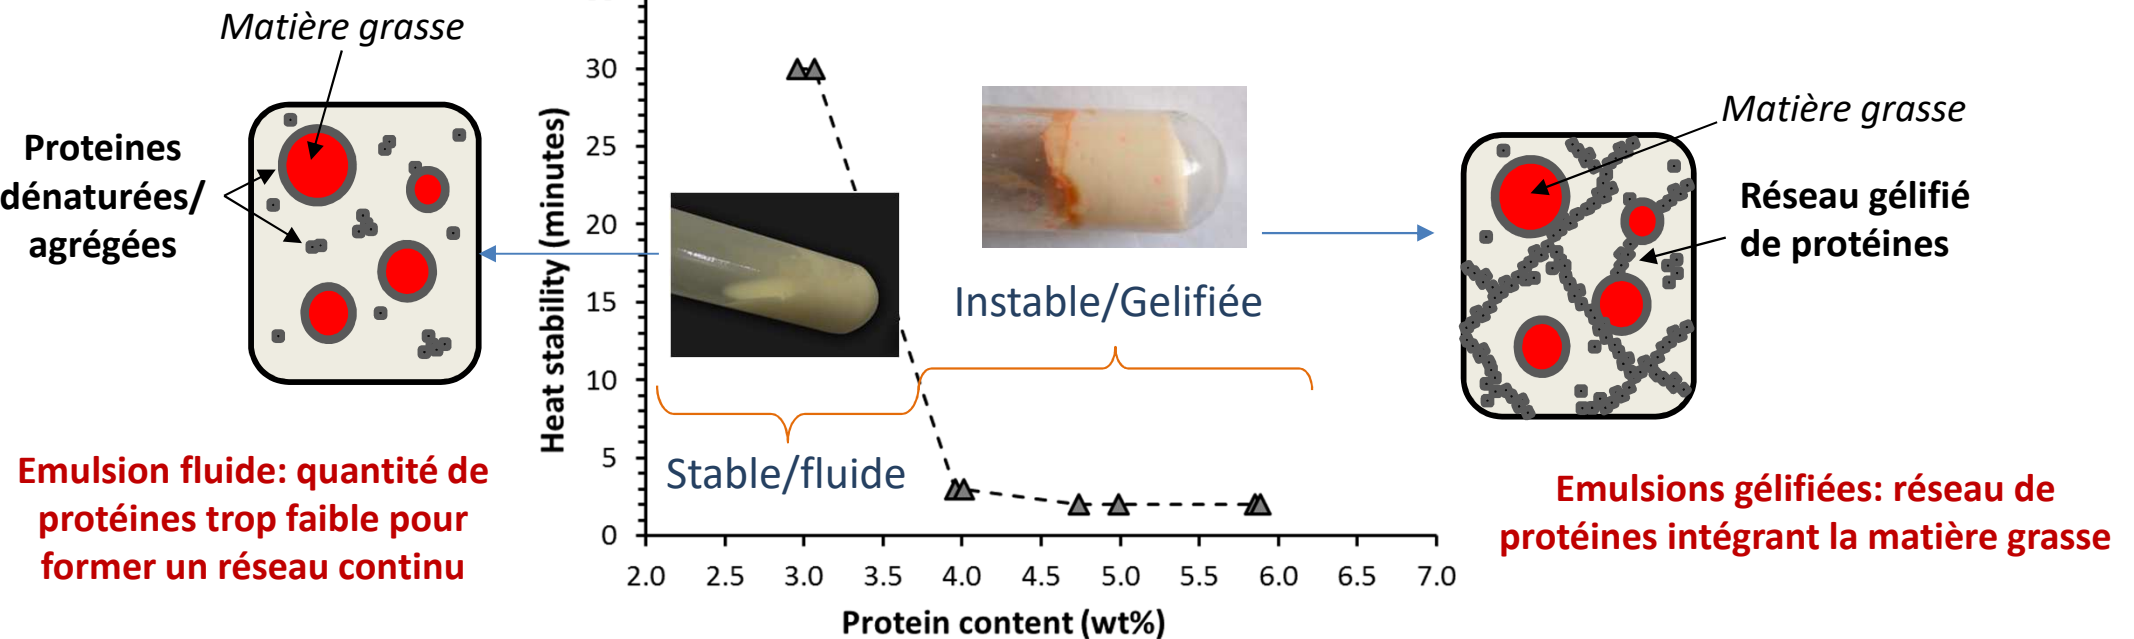 Matière grasse
Proteines
dénaturées/
agrégées
Emulsion fluide: quantité de
protéines trop faible pour
former un réseau continu
Heat stability (minutes)
30
25
20
15
10
5
0
2.0 2.5 3.0 3.5 4.0 4.5 5.0 5.5 6.0 6.5 7.0
Protein content (wt%)
Stable/fluide
Instable/Gelifiée
Matière grasse
Réseau gélifié
de protéines
Emulsions gélifiées: réseau de
protéines intégrant la matière grasse